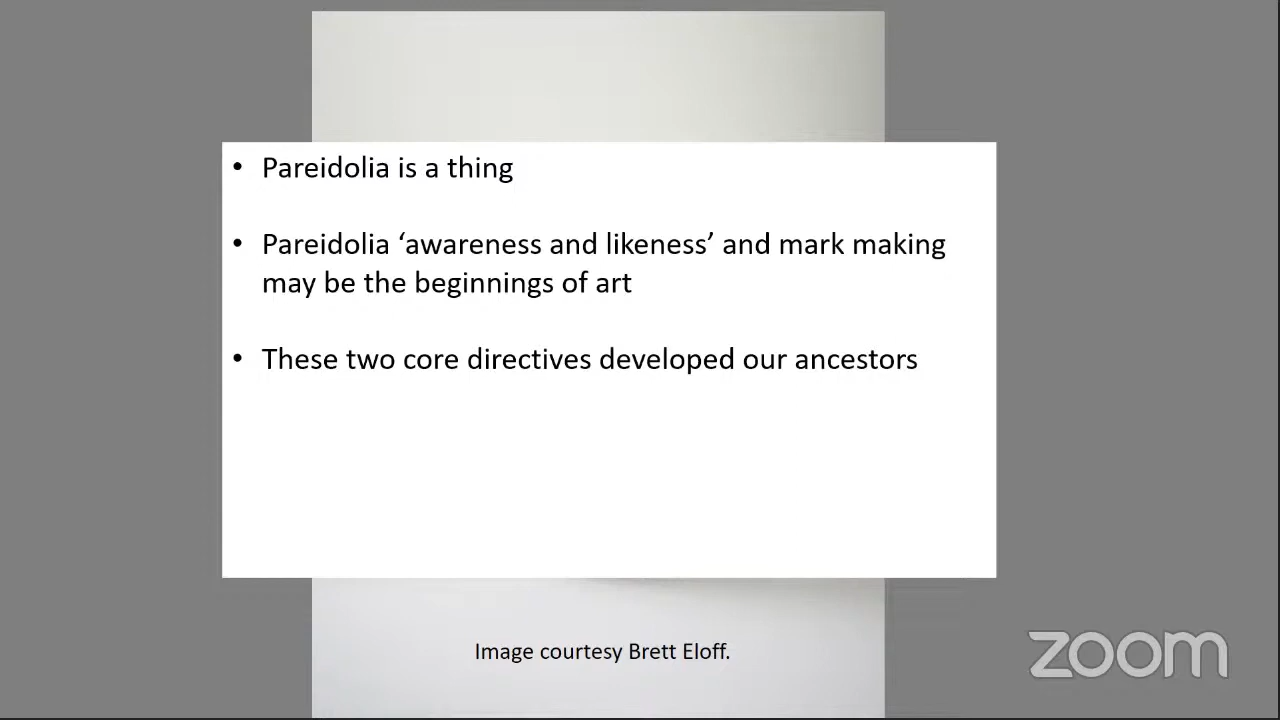 • Pareidolia is a thing
• Pareidolia ‘awareness and likeness’ and mark making
may be the beginnings of art
• These two core directives developed our ancestors
Image courtesy Brett Eloff.
zoom